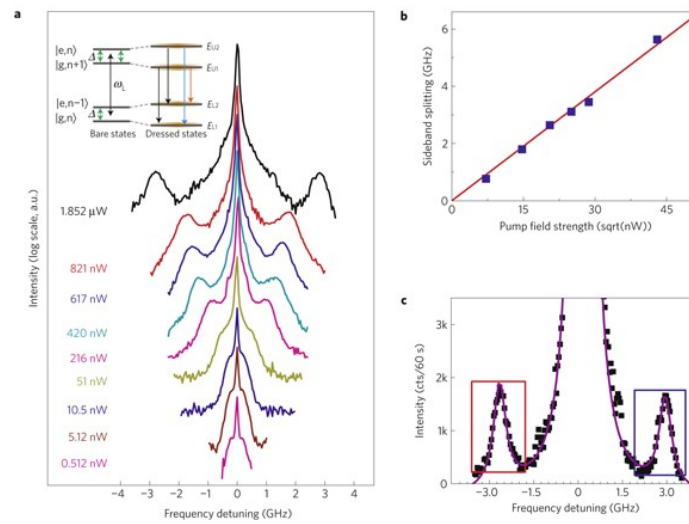 a
|e,n⟩
Δ
|g,n+1⟩
ω_L
|e,n−1⟩
Δ
|g,n⟩
Bare states
E_U2
E_U1
E_L2
E_L1
Dressed states
Intensity (log scale, a.u.)
1.852 μW
821 nW
617 nW
420 nW
216 nW
51 nW
10.5 nW
5.12 nW
0.512 nW
−4 −3 −2 −1 0 1 2 3 4
Frequency detuning (GHz)
b
Sideband splitting (GHz)
6
4
2
0
0 15 30 45
Pump field strength (sqrt(nW))
c
Intensity (cts/60 s)
3k
2k
1k
0
−3.0 −1.5 0 1.5 3.0
Frequency detuning (GHz)